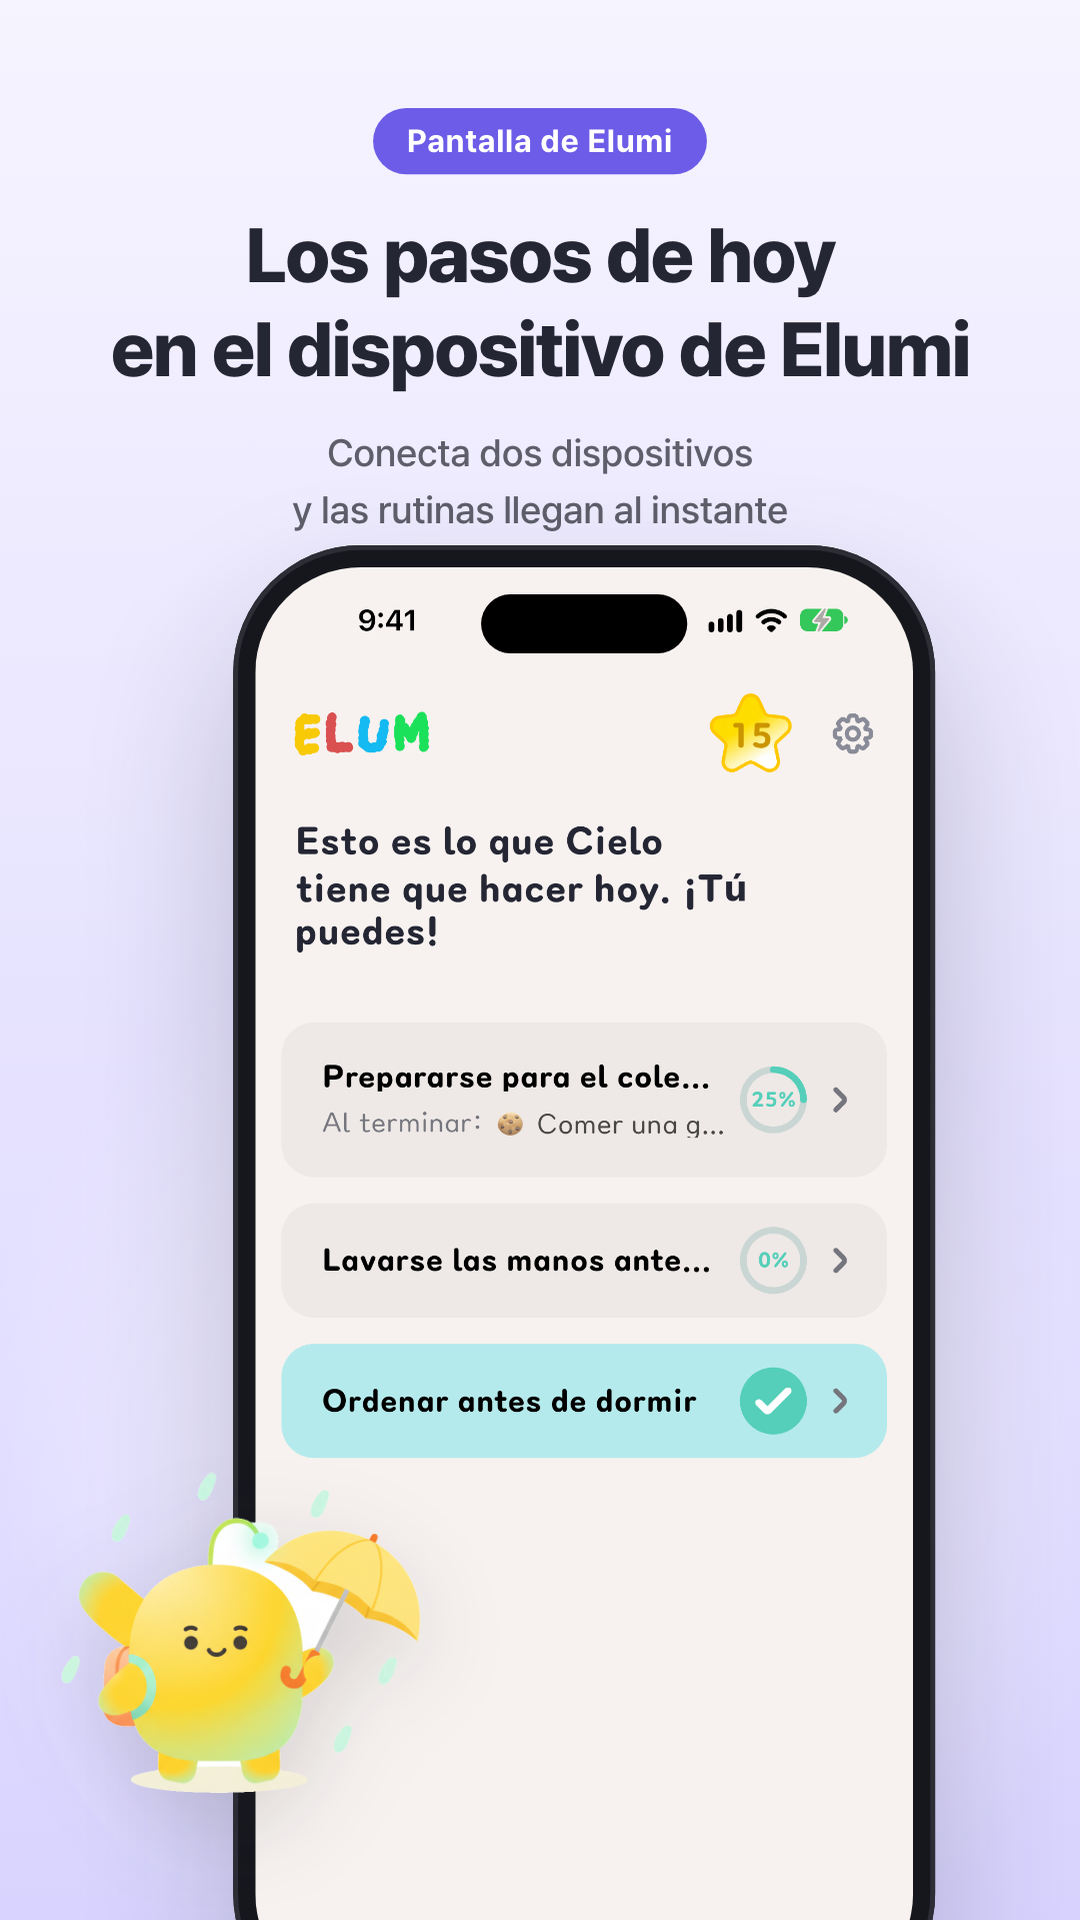 Pantalla de Elumi
Los pasos de hoy
en el dispositivo de Elumi
Conecta dos dispositivos
y las rutinas llegan al instante
9:41
ELUM
15
Esto es lo que Cielo
tiene que hacer hoy. ¡Tú
puedes!
Prepararse para el cole...
25%
Al terminar: Comer una g...
Lavarse las manos ante...
0%
Ordenar antes de dormir